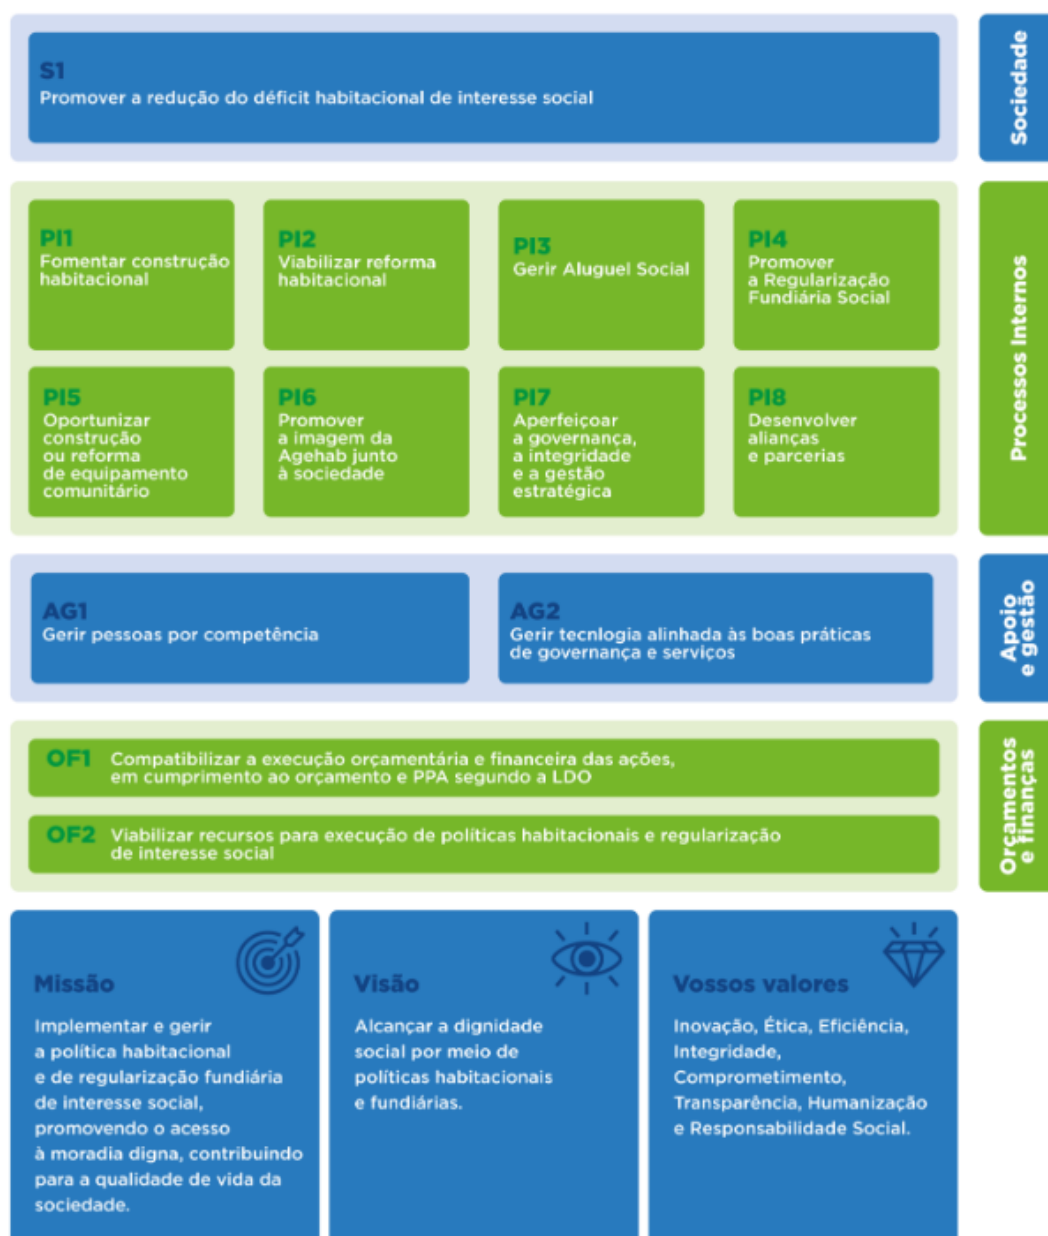 S1
Promover a redução do déficit habitacional de interesse social
Sociedade
PI1
Fomentar construção
habitacional
PI2
Viabilizar reforma
habitacional
PI3
Gerir Aluguel Social
PI4
Promover
a Regularização
Fundiária Social
PI5
Oportunizar
construção
ou reforma
de equipamento
comunitário
PI6
Promover
a imagem da
Agehab junto
à sociedade
PI7
Aperfeiçoar
a governança,
a integridade
e a gestão
estratégica
PI8
Desenvolver
alianças
e parcerias
Processos Internos
AG1
Gerir pessoas por competência
AG2
Gerir tecnlogia alinhada às boas práticas
de governança e serviços
Apoio
e gestão
OF1 Compatibilizar a execução orçamentária e financeira das ações,
em cumprimento ao orçamento e PPA segundo a LDO
OF2 Viabilizar recursos para execução de políticas habitacionais e regularização
de interesse social
Orçamentos
e finanças
Missão
Implementar e gerir
a política habitacional
e de regularização fundiária
de interesse social,
promovendo o acesso
à moradia digna, contribuindo
para a qualidade de vida da
sociedade.
Visão
Alcançar a dignidade
social por meio de
políticas habitacionais
e fundiárias.
Vossos valores
Inovação, Ética, Eficiência,
Integridade,
Comprometimento,
Transparência, Humanização
e Responsabilidade Social.